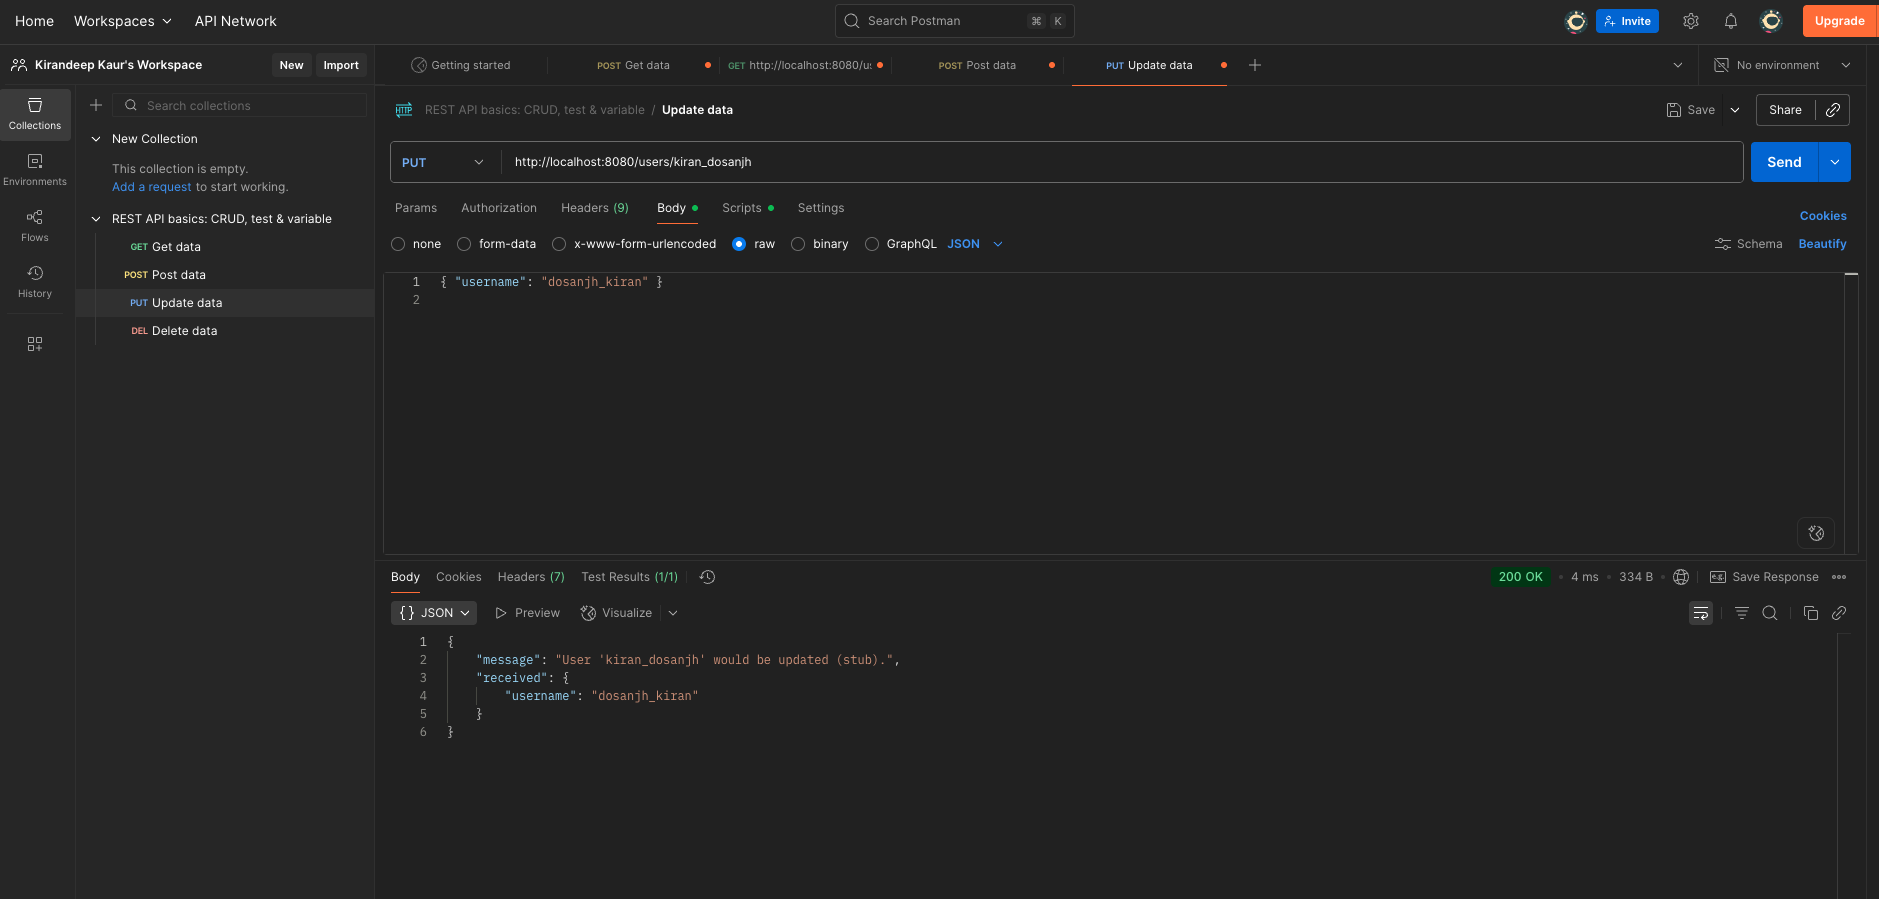 Home Workspaces API Network Search Postman ⌘ K Invite Upgrade
Kirandeep Kaur's Workspace New Import
Getting started POST Get data GET http://localhost:8080/us POST Post data PUT Update data No environment
Collections
Environments
Flows
History
Search collections
New Collection
This collection is empty.
Add a request to start working.
REST API basics: CRUD, test & variable
GET Get data
POST Post data
PUT Update data
DEL Delete data
HTTP REST API basics: CRUD, test & variable / Update data Save Share
PUT http://localhost:8080/users/kiran_dosanjh Send
Params Authorization Headers (9) Body Scripts Settings Cookies
none form-data x-www-form-urlencoded raw binary GraphQL JSON Schema Beautify
1 { "username": "dosanjh_kiran" }
2
Body Cookies Headers (7) Test Results (1/1) 200 OK 4 ms 334 B Save Response
{} JSON Preview Visualize
1 {
2 "message": "User 'kiran_dosanjh' would be updated (stub).",
3 "received": {
4 "username": "dosanjh_kiran"
5 }
6 }